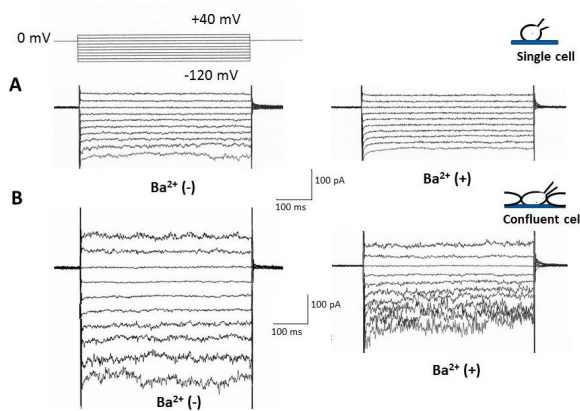 +40 mV
0 mV
-120 mV
Single cell
A
Ba²⁺ (-)
Ba²⁺ (+)
100 pA
100 ms
B
Confluent cell
100 pA
100 ms
Ba²⁺ (-)
Ba²⁺ (+)